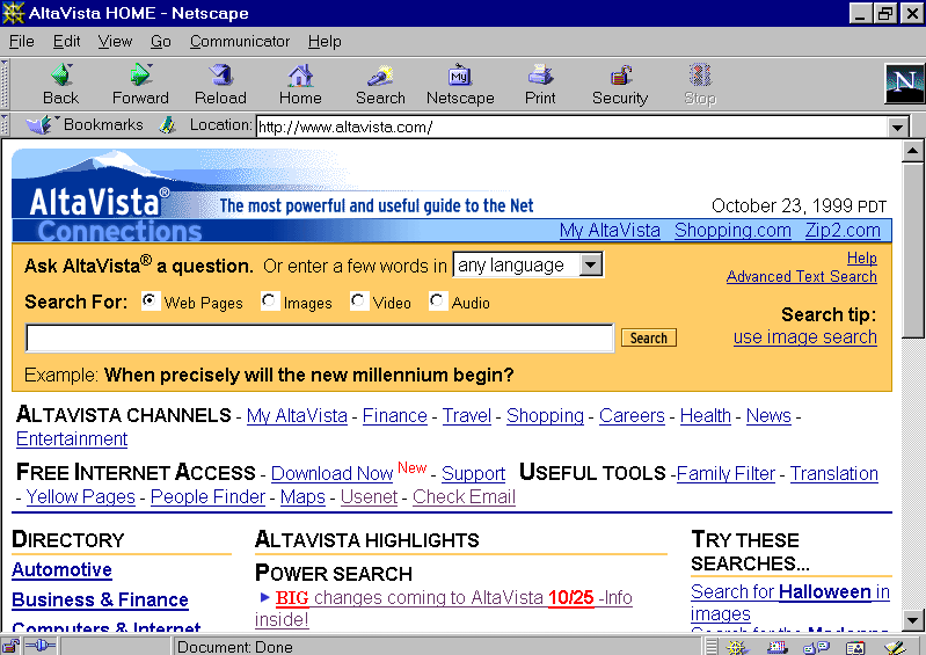 AltaVista HOME - Netscape
File Edit View Go Communicator Help
Back Forward Reload Home Search Netscape Print Security Stop
My
N
Bookmarks Location: http://www.altavista.com/
AltaVista® The most powerful and useful guide to the Net October 23, 1999 PDT
Connections My AltaVista Shopping.com Zip2.com
Ask AltaVista® a question. Or enter a few words in any language Help
Advanced Text Search
Search For: Web Pages Images Video Audio
Search tip:
Search use image search
Example: When precisely will the new millennium begin?
ALTAVISTA CHANNELS - My AltaVista - Finance - Travel - Shopping - Careers - Health - News -
Entertainment
FREE INTERNET ACCESS - Download Now New - Support USEFUL TOOLS -Family Filter - Translation
- Yellow Pages - People Finder - Maps - Usenet - Check Email
DIRECTORY
Automotive
Business & Finance
Computers & Internet
ALTAVISTA HIGHLIGHTS
POWER SEARCH
BIG changes coming to AltaVista 10/25 -Info
inside!
TRY THESE
SEARCHES...
Search for Halloween in
images
Search for the Madonna
Document: Done